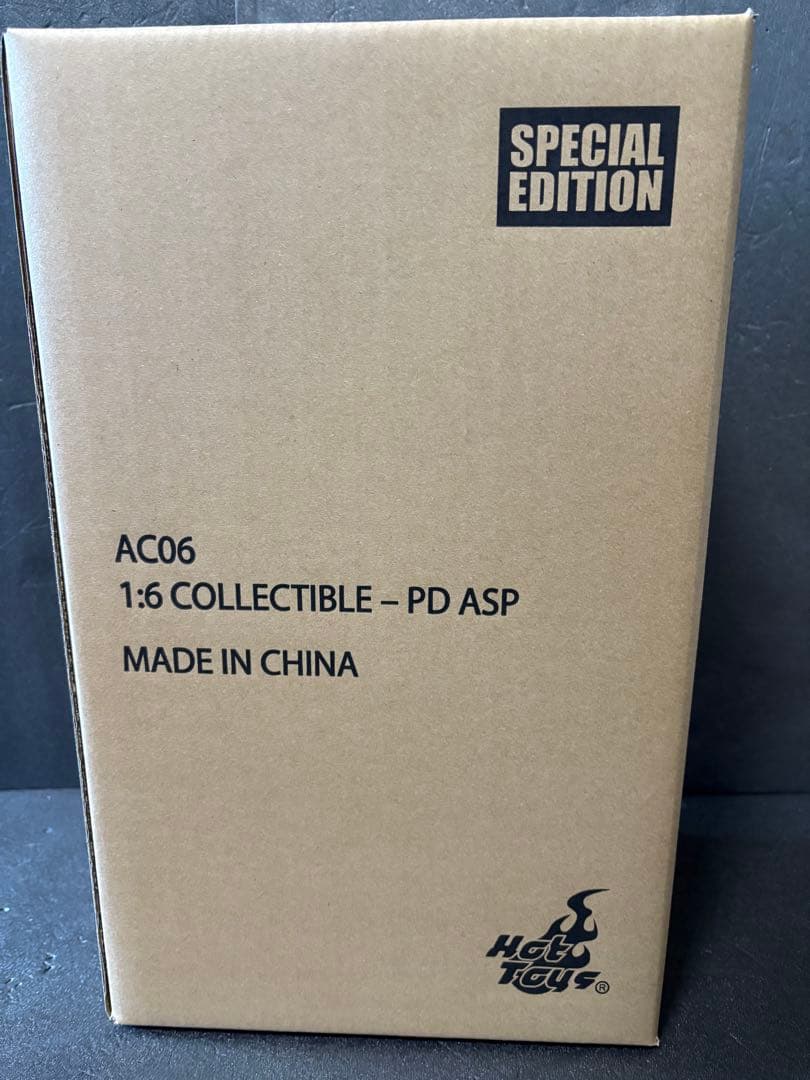 SPECIAL
EDITION
AC06
1:6 COLLECTIBLE – PD ASP
MADE IN CHINA
Hot
Toys®